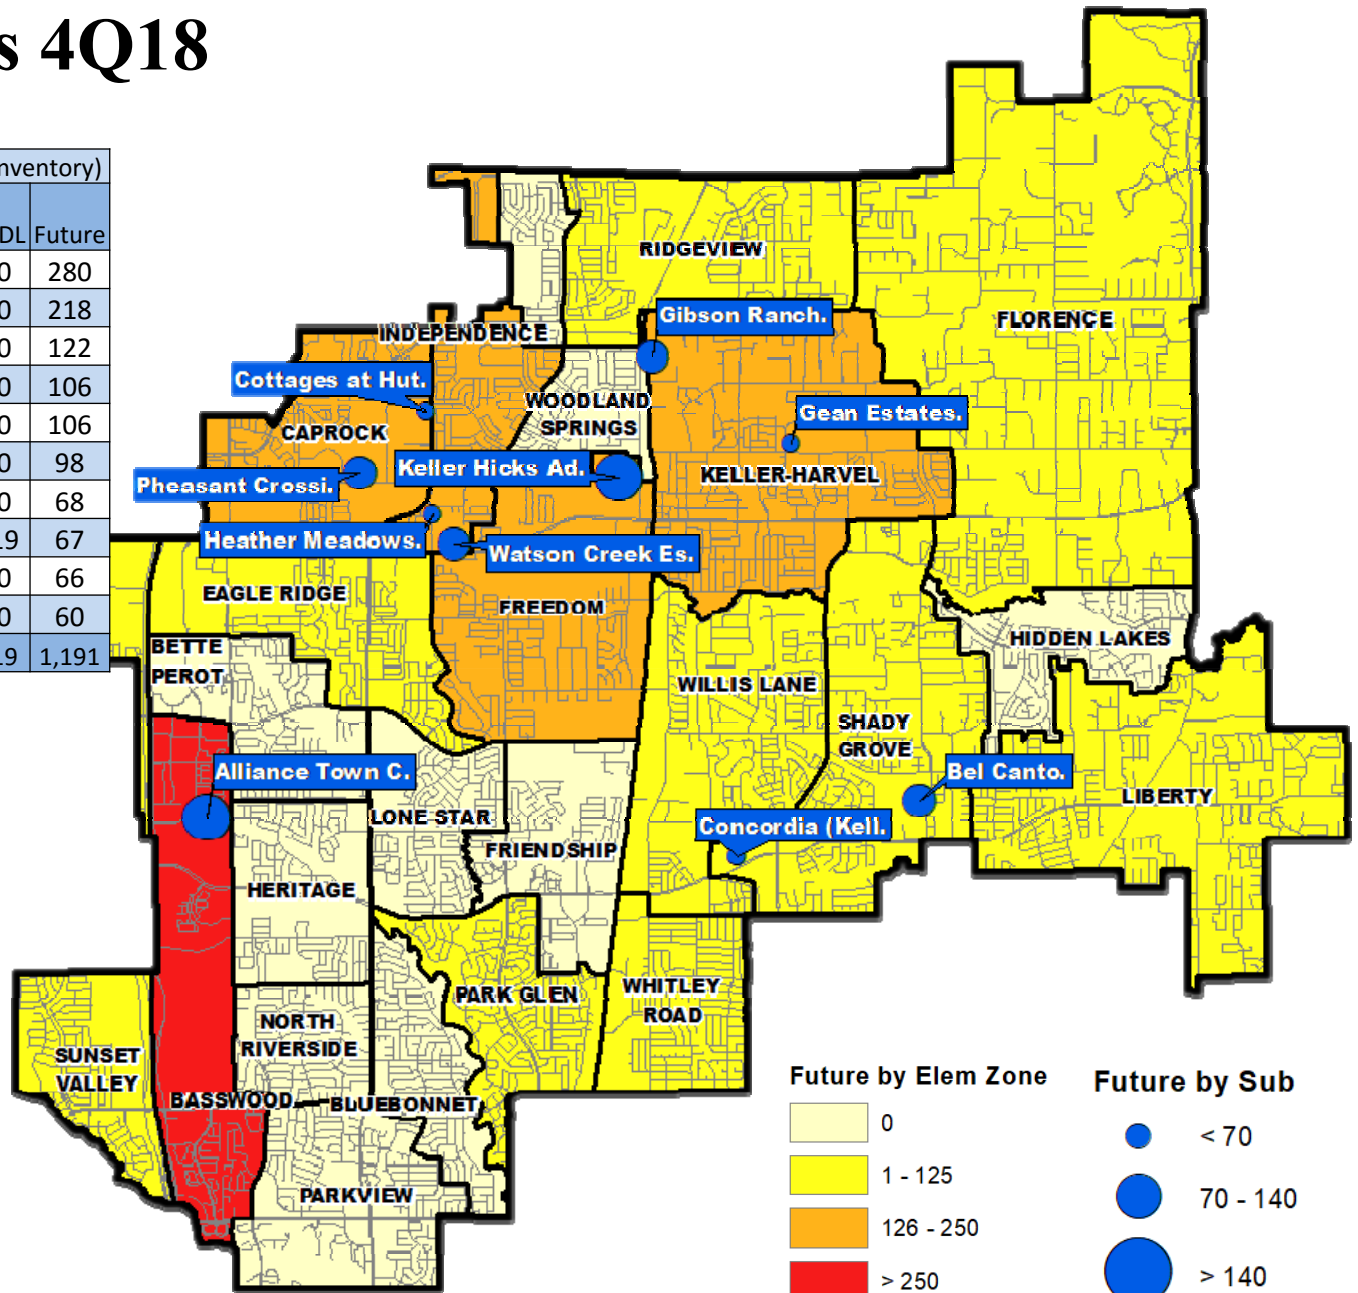 s 4Q18
nventory)
DL Future
0 280
0 218
0 122
0 106
0 106
0 98
0 68
19 67
0 66
0 60
19 1,191
RIDGEVIEW
Gibson Ranch.
FLORENCE
INDEPENDENCE
Cottages at Hut.
WOODLAND
SPRINGS
Gean Estates.
CAPROCK
Keller Hicks Ad.
KELLER-HARVEL
Pheasant Crossi.
Heather Meadows.
Watson Creek Es.
EAGLE RIDGE
FREEDOM
BETTE
PEROT
HIDDEN LAKES
WILLIS LANE
SHADY
GROVE
Alliance Town C.
Bel Canto.
LIBERTY
LONE STAR
Concordia (Kell.
FRIENDSHIP
HERITAGE
PARK GLEN
WHITLEY
ROAD
NORTH
RIVERSIDE
SUNSET
VALLEY
BASSWOOD
BLUEBONNET
PARKVIEW
Future by Elem Zone
0
1 - 125
126 - 250
> 250
Future by Sub
< 70
70 - 140
> 140